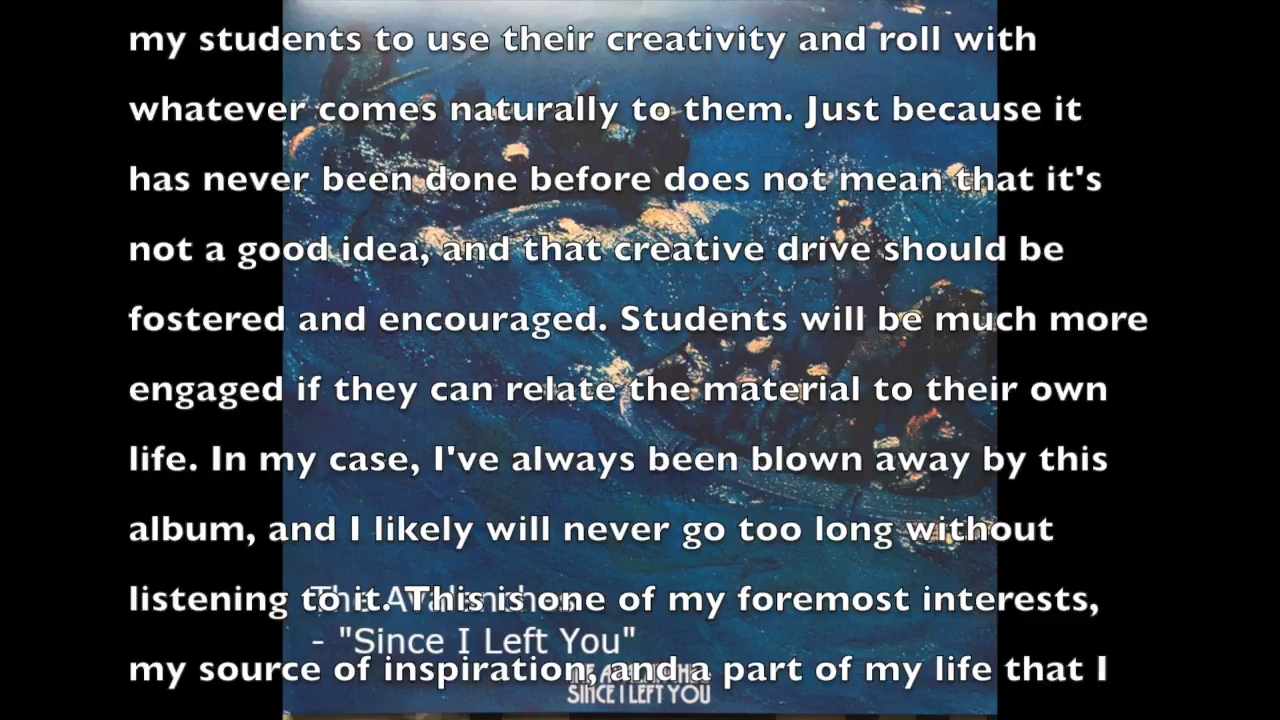 my students to use their creativity and roll with
whatever comes naturally to them. Just because it
has never been done before does not mean that it's
not a good idea, and that creative drive should be
fostered and encouraged. Students will be much more
engaged if they can relate the material to their own
life. In my case, I've always been blown away by this
album, and I likely will never go too long without
listening to it. This is one of my foremost interests,
The Avalanches
- "Since I Left You"
my source of inspiration, and a part of my life that I
THE AVALANCHES
SINCE I LEFT YOU